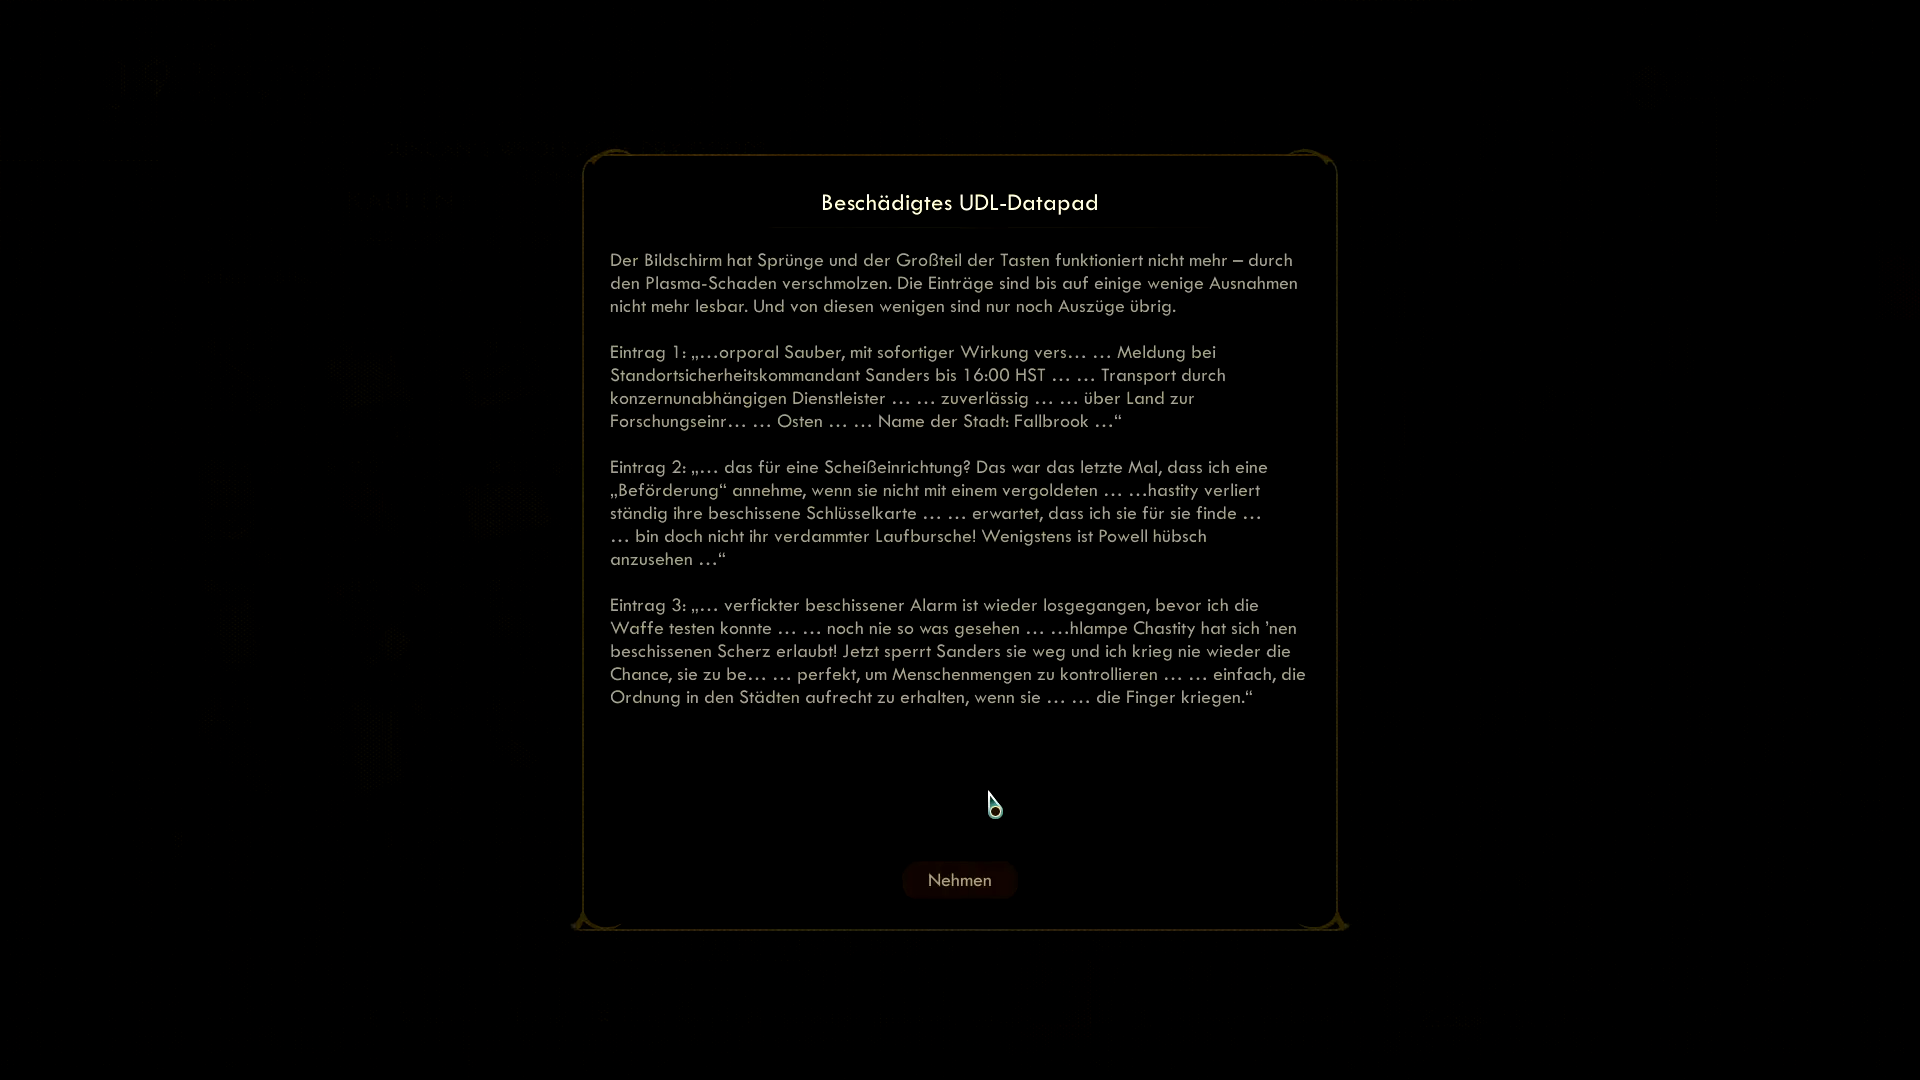 Beschädigtes UDL-Datapad
Der Bildschirm hat Sprünge und der Großteil der Tasten funktioniert nicht mehr – durch
den Plasma-Schaden verschmolzen. Die Einträge sind bis auf einige wenige Ausnahmen
nicht mehr lesbar. Und von diesen wenigen sind nur noch Auszüge übrig.
Eintrag 1: „…orporal Sauber, mit sofortiger Wirkung vers… … Meldung bei
Standortsicherheitskommandant Sanders bis 16:00 HST … … Transport durch
konzernunabhängigen Dienstleister … … zuverlässig … … über Land zur
Forschungseinr… … Osten … … Name der Stadt: Fallbrook …“
Eintrag 2: „… das für eine Scheißeinrichtung? Das war das letzte Mal, dass ich eine
„Beförderung“ annehme, wenn sie nicht mit einem vergoldeten … …hastity verliert
ständig ihre beschissene Schlüsselkarte … … erwartet, dass ich sie für sie finde …
… bin doch nicht ihr verdammter Laufbursche! Wenigstens ist Powell hübsch
anzusehen …“
Eintrag 3: „… verfickter beschissener Alarm ist wieder losgegangen, bevor ich die
Waffe testen konnte … … noch nie so was gesehen … …hlampe Chastity hat sich ’nen
beschissenen Scherz erlaubt! Jetzt sperrt Sanders sie weg und ich krieg nie wieder die
Chance, sie zu be… … perfekt, um Menschenmengen zu kontrollieren … … einfach, die
Ordnung in den Städten aufrecht zu erhalten, wenn sie … … die Finger kriegen.“
Nehmen